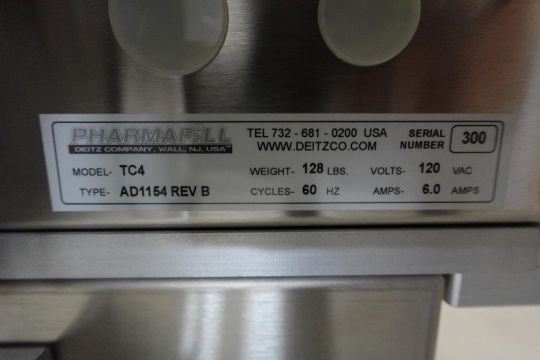 PHARMAFILL™
DEITZ COMPANY, WALL, NJ, USA
TEL 732 - 681 - 0200 USA
WWW.DEITZCO.COM
SERIAL NUMBER 300
MODEL- TC4
WEIGHT- 128 LBS.
VOLTS- 120 VAC
TYPE- AD1154 REV B
CYCLES- 60 HZ
AMPS- 6.0 AMPS